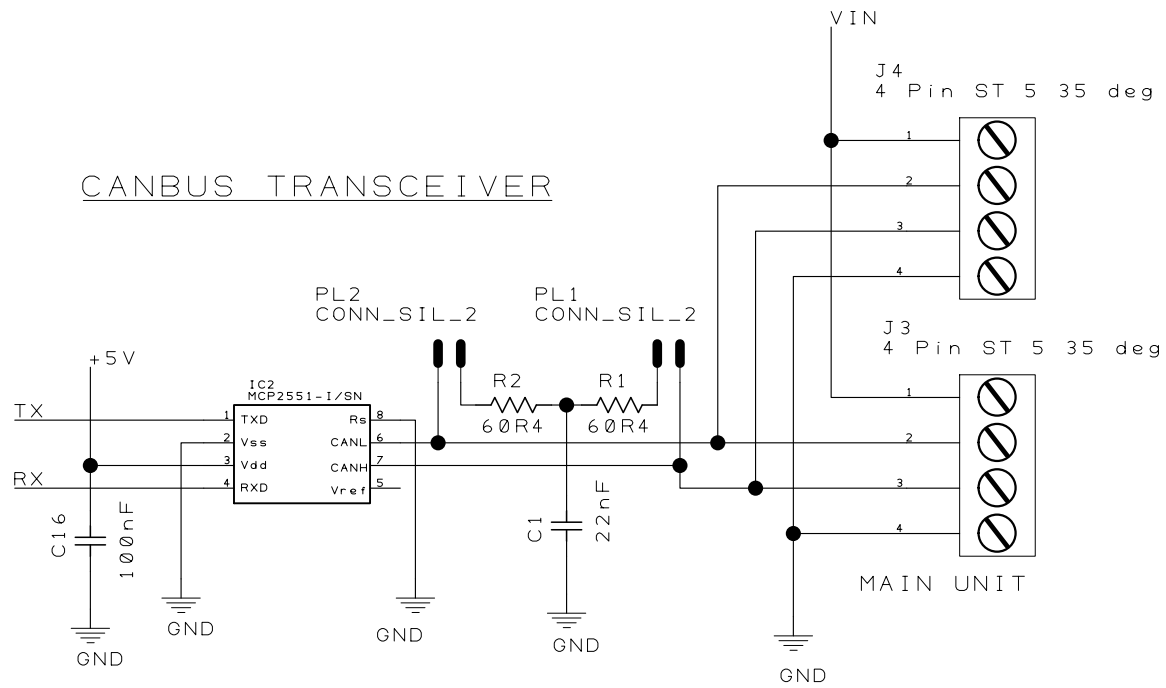 VIN
J4
4 Pin ST 5 35 deg
1
2
3
4
CANBUS TRANSCEIVER
PL2
CONN_SIL_2
PL1
CONN_SIL_2
J3
4 Pin ST 5 35 deg
1
2
3
4
MAIN UNIT
+5V
IC2
MCP2551-I/SN
R2
60R4
R1
60R4
TX
1 TXD
2 Vss
3 Vdd
4 RXD
Rs 8
CANL 6
CANH 7
Vref 5
RX
C16
100nF
C1
22nF
GND
GND
GND
GND
GND